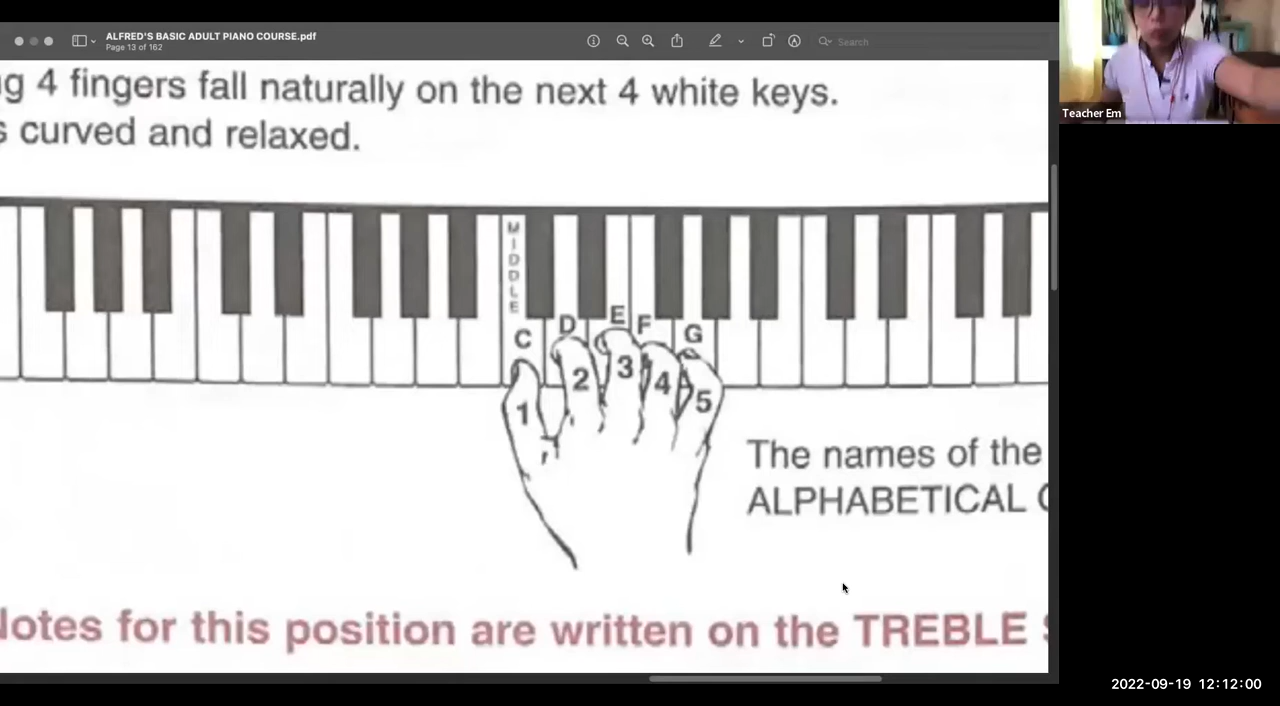 ALFRED'S BASIC ADULT PIANO COURSE.pdf
Page 13 of 162
Search
g 4 fingers fall naturally on the next 4 white keys.
s curved and relaxed.
MIDDLE
C D E F G
1 2 3 4 5
The names of the
ALPHABETICAL
Notes for this position are written on the TREBLE
Teacher Em
2022-09-19 12:12:00